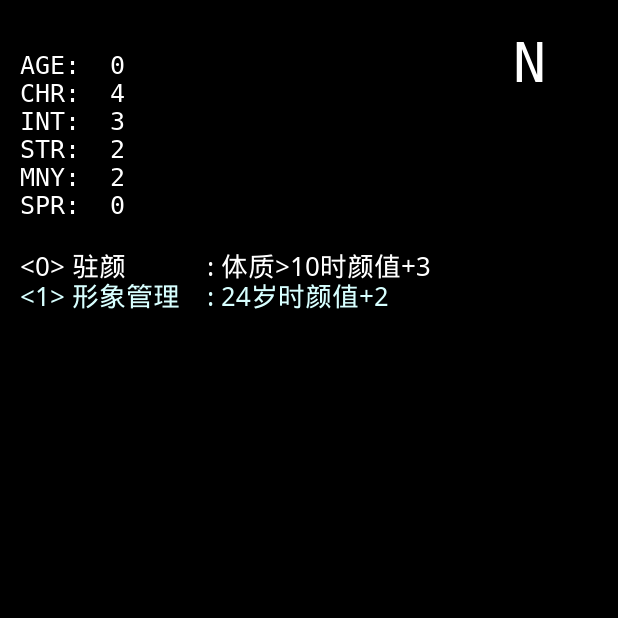 N
AGE: 0
CHR: 4
INT: 3
STR: 2
MNY: 2
SPR: 0
<0> 驻颜 : 体质>10时颜值+3
<1> 形象管理 : 24岁时颜值+2